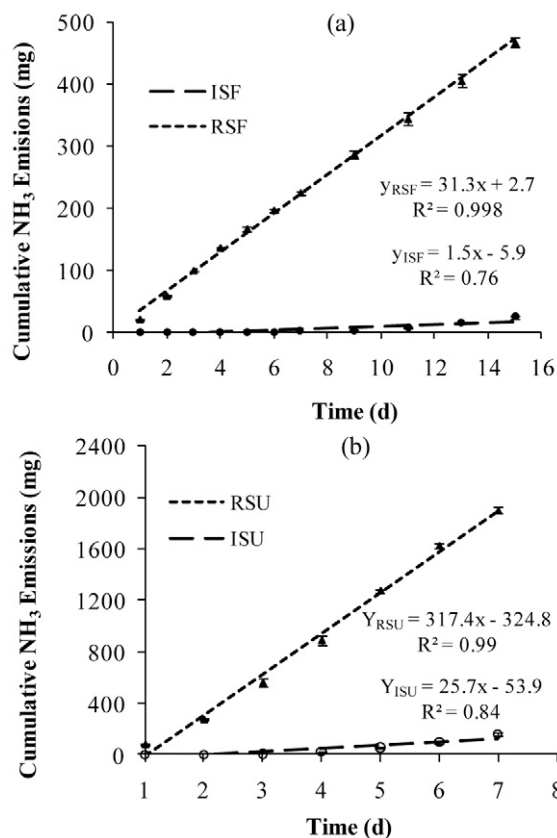 (a)
Cumulative NH₃ Emisions (mg)
500
400
300
200
100
0
ISF
RSF
yRSF = 31.3x + 2.7
R² = 0.998
yISF = 1.5x - 5.9
R² = 0.76
0 2 4 6 8 10 12 14 16
Time (d)
(b)
Cumulative NH₃ Emissions (mg)
2400
2000
1600
1200
800
400
0
RSU
ISU
YRSU = 317.4x - 324.8
R² = 0.99
YISU = 25.7x - 53.9
R² = 0.84
1 2 3 4 5 6 7 8
Time (d)